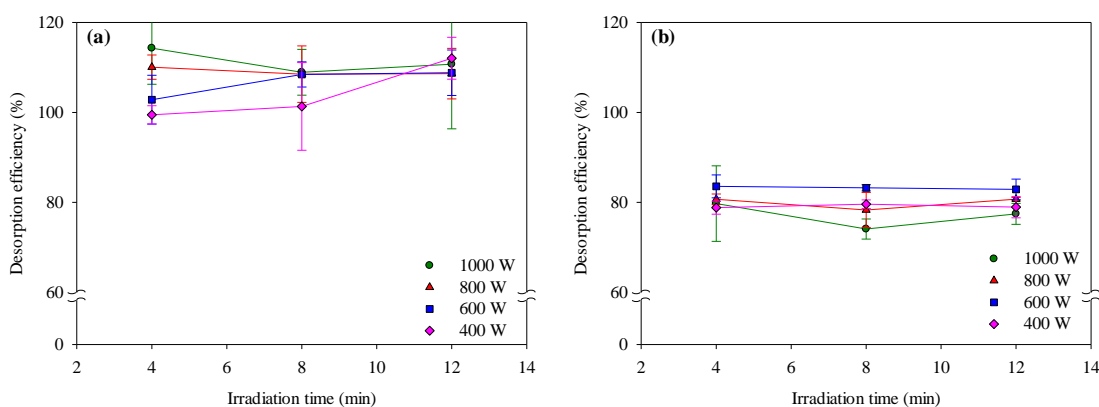 (a)
Desorption efficiency (%)
120
100
80
60
0
1000 W
800 W
600 W
400 W
2 4 6 8 10 12 14
Irradiation time (min)
(b)
Desorption efficiency (%)
120
100
80
60
0
1000 W
800 W
600 W
400 W
2 4 6 8 10 12 14
Irradiation time (min)